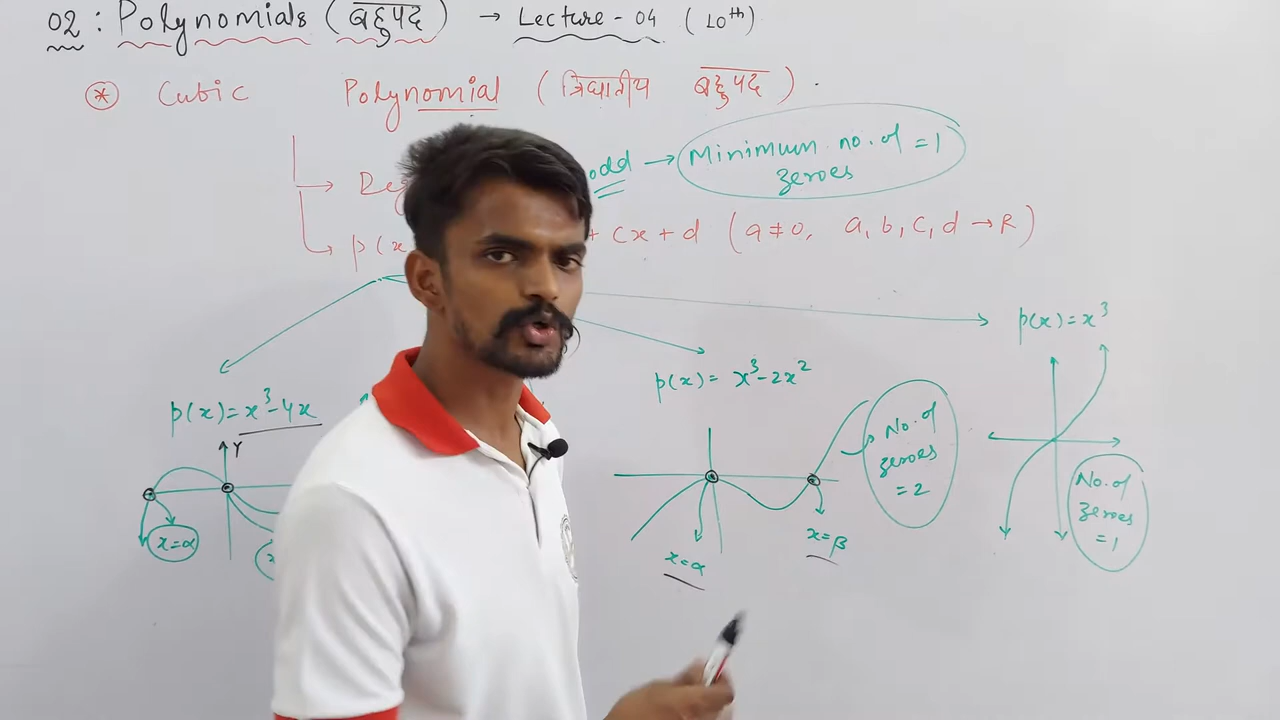 02 : Polynomials (बहुपद) → Lecture - 04 (10th)
* Cubic Polynomial (त्रिघातीय बहुपद).
odd → Minimum no. of zeroes = 1
p(x + cx + d (a ≠ 0, a, b, c, d → R)
p(x) = x³
p(x) = x³ - 2x²
p(x) = x³ - 4x
Y
No. of
zeroes
= 2
No. of
zeroes
= 1
x = α
x = α
x = β